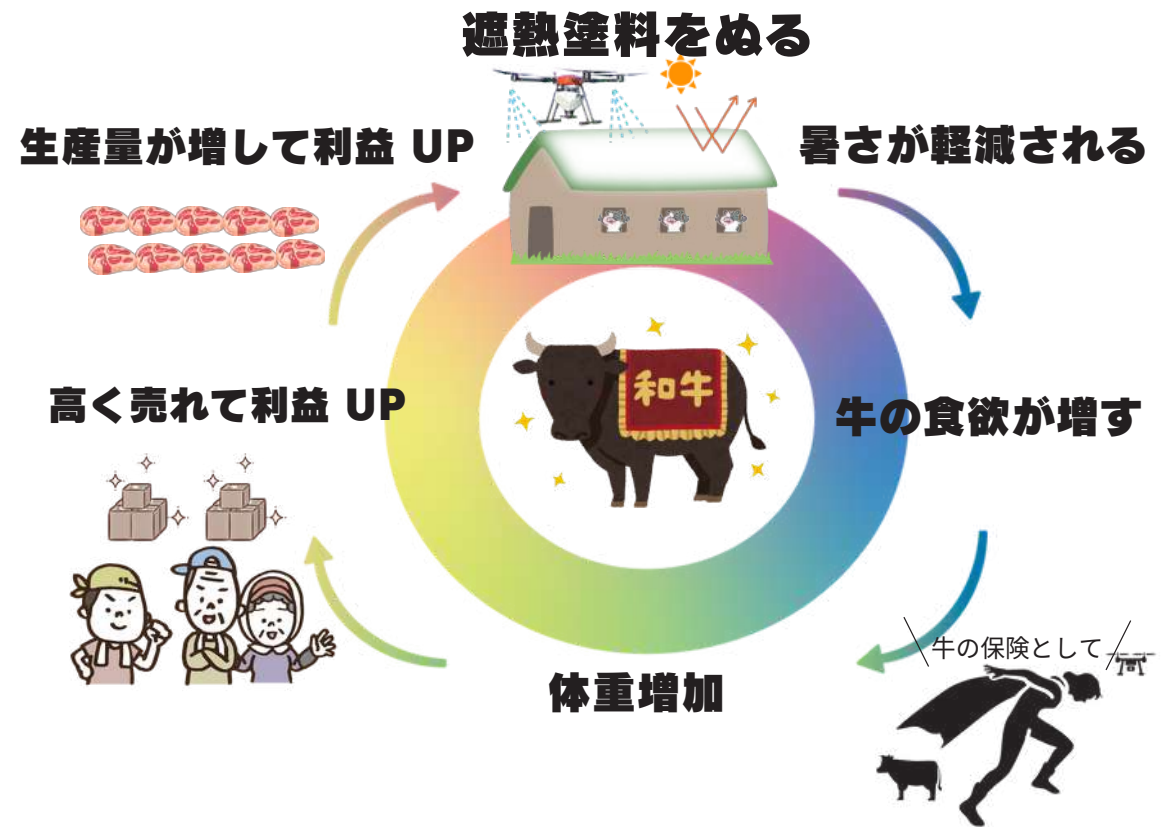 遮熱塗料をぬる
暑さが軽減される
牛の食欲が増す
＼牛の保険として／
体重増加
高く売れて利益 UP
生産量が増して利益 UP
和牛